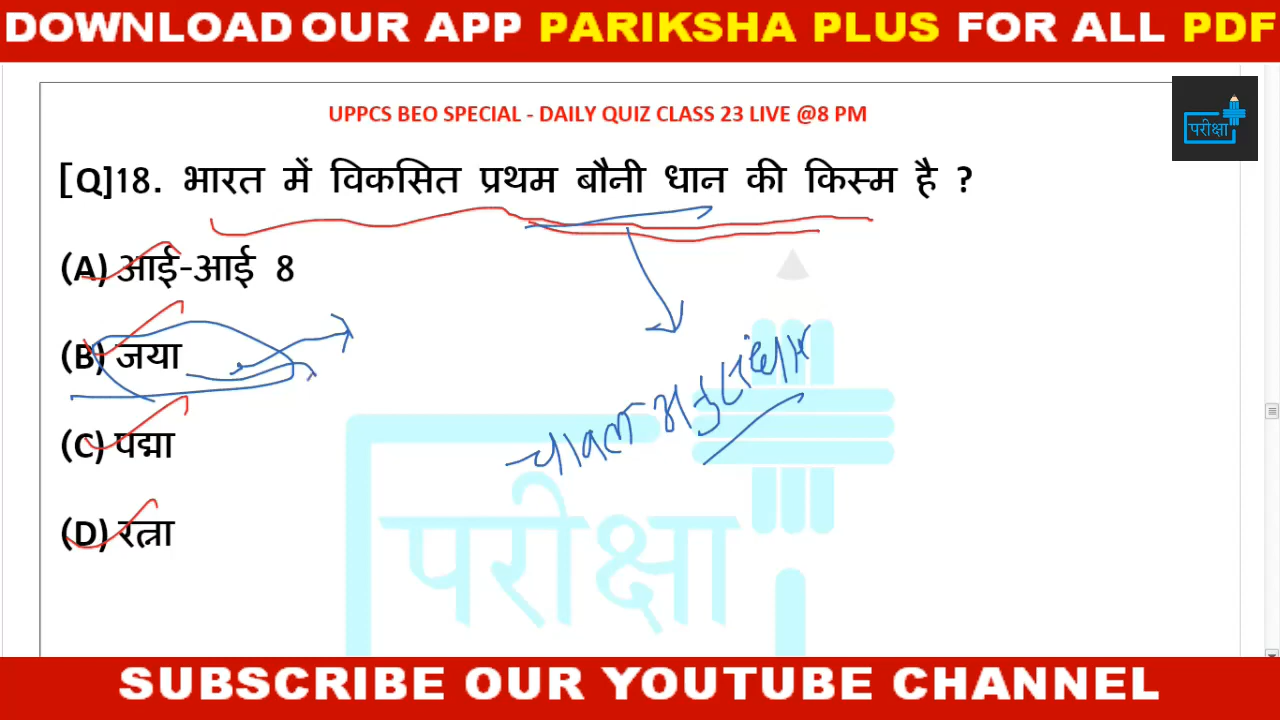 DOWNLOAD OUR APP PARIKSHA PLUS FOR ALL PDF
UPPCS BEO SPECIAL - DAILY QUIZ CLASS 23 LIVE @8 PM
परीक्षा
[Q]18. भारत में विकसित प्रथम बौनी धान की किस्म है ?
(A) आई-आई 8
(B) जया
(C) पद्मा
(D) रत्ना
चावल
परीक्षा
SUBSCRIBE OUR YOUTUBE CHANNEL